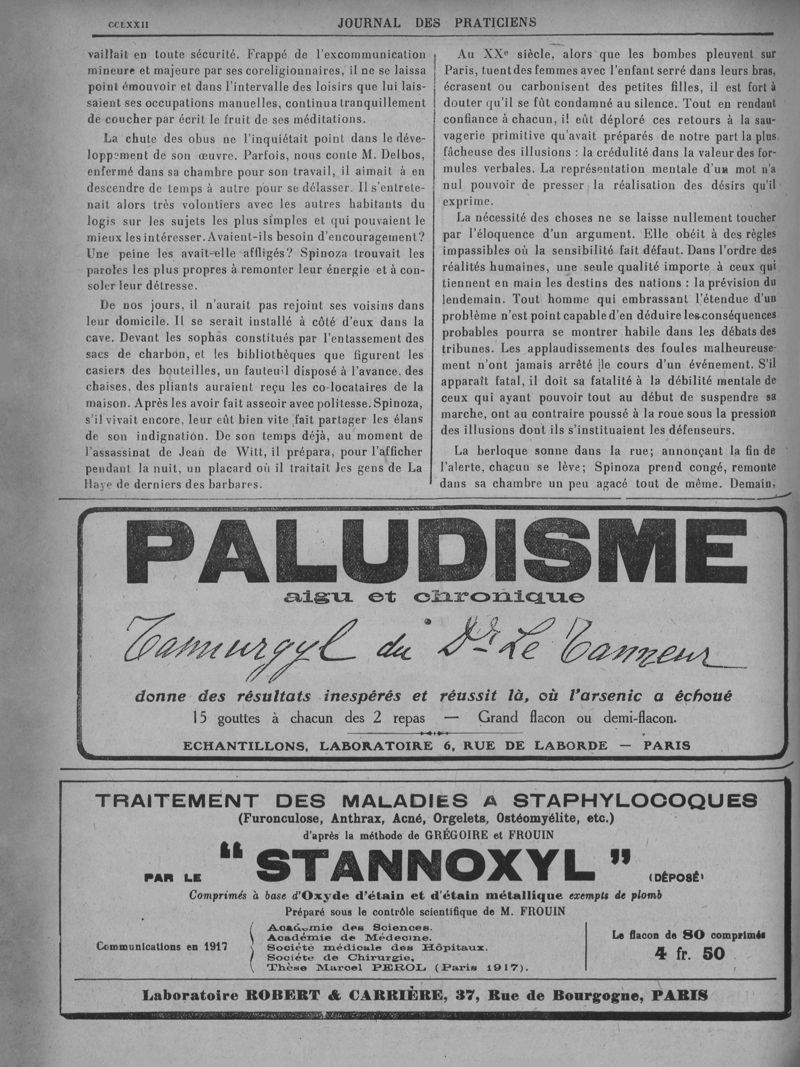 CCLXXII
JOURNAL DES PRATICIENS
vaillait en toute sécurité. Frappé de l'excommunication
mineure et majeure par ses coreligionnaires, il ne se laissa
point émouvoir et dans l'intervalle des loisirs que lui lais-
saient ses occupations manuelles, continua tranquillement
de coucher par écrit le fruit de ses méditations.
La chute des obus ne l'inquiétait point dans le déve-
loppement de son œuvre. Parfois, nous conte M. Delbos,
enfermé dans sa chambre pour son travail, il aimait à en
descendre de temps à autre pour se délasser. Il s'entrete-
nait alors très volontiers avec les autres habitants du
logis sur les sujets les plus simples et qui pouvaient le
mieux les intéresser. Avaient-ils besoin d'encouragement?
Une peine les avait-elle affligés? Spinoza trouvait les
paroles les plus propres à remonter leur énergie et à con-
soler leur détresse.
De nos jours, il n'aurait pas rejoint ses voisins dans
leur domicile. Il se serait installé à côté d'eux dans la
cave. Devant les sophas constitués par l'entassement des
sacs de charbon, et les bibliothèques que figurent les
casiers des bouteilles, un fauteuil disposé à l'avance, des
chaises, des pliants auraient reçu les co-locataires de la
maison. Après les avoir fait asseoir avec politesse. Spinoza,
s'il vivait encore, leur eût bien vite fait partager les élans
de son indignation. De son temps déjà, au moment de
l'assassinat de Jean de Witt, il prépara, pour l'afficher
pendant la nuit, un placard où il traitait les gens de La
Haye de derniers des barbares.
Au XXe siècle, alors que les bombes pleuvent sur
Paris, tuent des femmes avec l'enfant serré dans leurs bras,
écrasent ou carbonisent des petites filles, il est fort à
douter qu'il se fût condamné au silence. Tout en rendant
confiance à chacun, il eût déploré ces retours à la sau-
vagerie primitive qu'avait préparés de notre part la plus
fâcheuse des illusions : la crédulité dans la valeur des for-
mules verbales. La représentation mentale d'un mot n'a
nul pouvoir de presser la réalisation des désirs qu'il
exprime.
La nécessité des choses ne se laisse nullement toucher
par l'éloquence d'un argument. Elle obéit à des règles
impassibles où la sensibilité fait défaut. Dans l'ordre des
réalités humaines, une seule qualité importe à ceux qui
tiennent en main les destins des nations : la prévision du
lendemain. Tout homme qui embrassant l'étendue d'un
problème n'est point capable d'en déduire les conséquences
probables pourra se montrer habile dans les débats des
tribunes. Les applaudissements des foules malheureuse-
ment n'ont jamais arrêté le cours d'un événement. S'il
apparaît fatal, il doit sa fatalité à la débilité mentale de
ceux qui ayant pouvoir tout au début de suspendre sa
marche, ont au contraire poussé à la roue sous la pression
des illusions dont ils s'instituaient les défenseurs.
La berloque sonne dans la rue; annonçant la fin de
l'alerte, chacun se lève; Spinoza prend congé, remonte
dans sa chambre un peu agacé tout de même. Demain,
PALUDISME
aigu et chronique
Tannurgyl du Dr Le Tanneur
donne des résultats inespérés et réussit là, où l'arsenic a échoué
15 gouttes à chacun des 2 repas — Grand flacon ou demi-flacon.
ECHANTILLONS, LABORATOIRE 6, RUE DE LABORDE — PARIS
TRAITEMENT DES MALADIES A STAPHYLOCOQUES
(Furonculose, Anthrax, Acné, Orgelets, Ostéomyélite, etc.)
d'après la méthode de GRÉGOIRE et FROUIN
PAR LE "STANNOXYL" (DÉPOSÉ)
Comprimés à base d'Oxyde d'étain et d'étain métallique exempts de plomb
Préparé sous le contrôle scientifique de M. FROUIN
Communications en 1917
Académie des Sciences.
Académie de Médecine.
Société médicale des Hôpitaux.
Société de Chirurgie.
Thèse Marcel PEROL (Paris 1917).
Le flacon de 80 comprimés
4 fr. 50
Laboratoire ROBERT & CARRIÈRE, 37, Rue de Bourgogne, PARIS